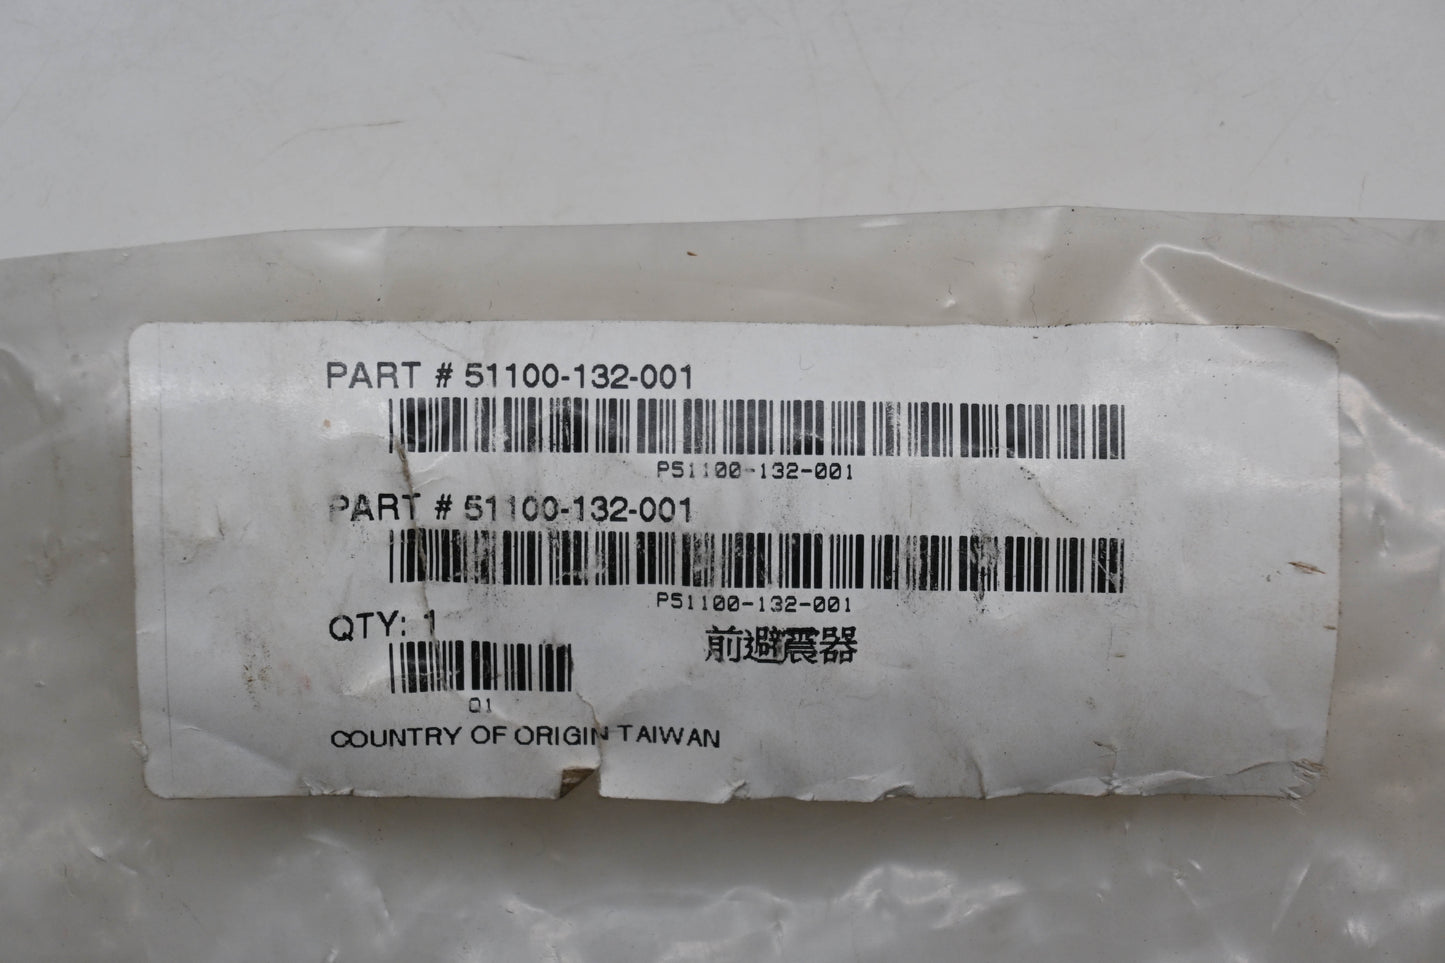 PART # 51100-132-001
P51100-132-001
PART # 51100-132-001
P51100-132-001
QTY: 1
前避震器
Q1
COUNTRY OF ORIGIN TAIWAN